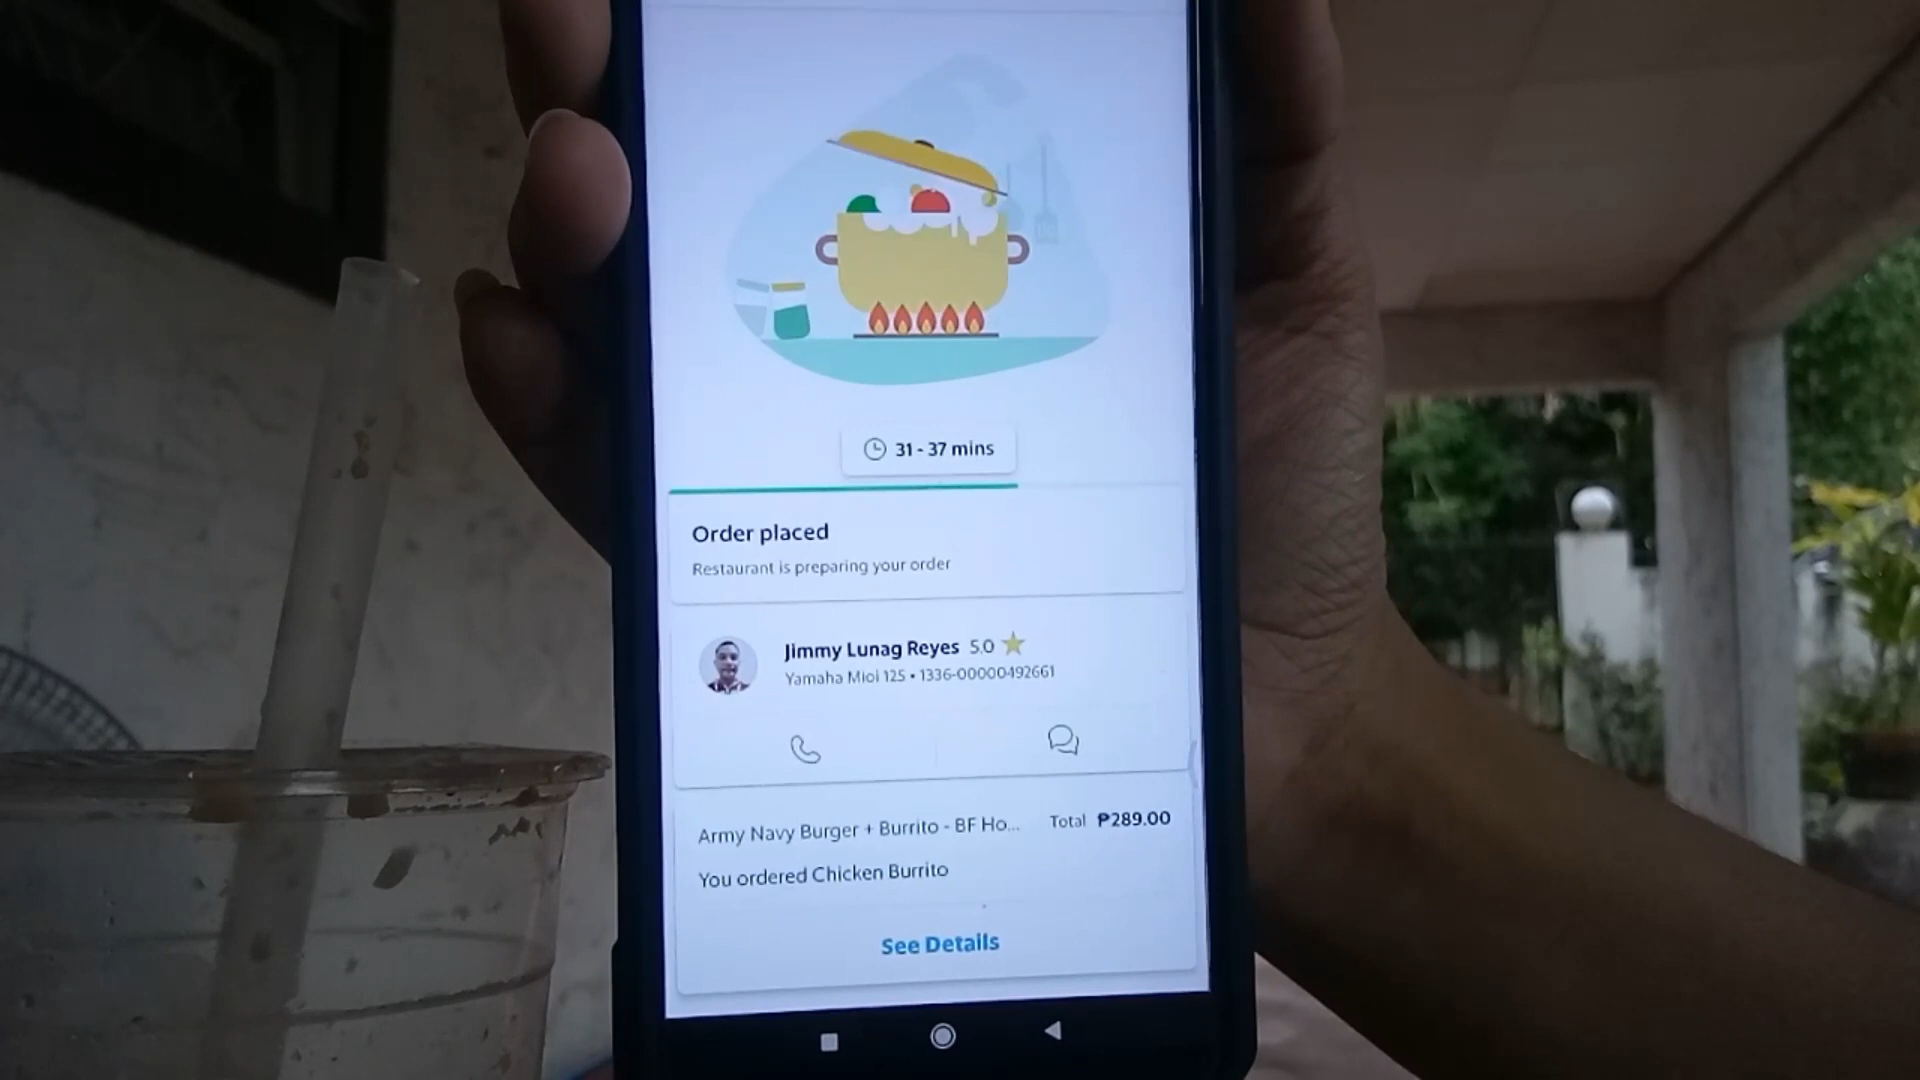 31 - 37 mins
Order placed
Restaurant is preparing your order
Jimmy Lunag Reyes 5.0
Yamaha Mioi 125 • 1336-00000492661
Army Navy Burger + Burrito - BF Ho... Total ₱289.00
You ordered Chicken Burrito
See Details